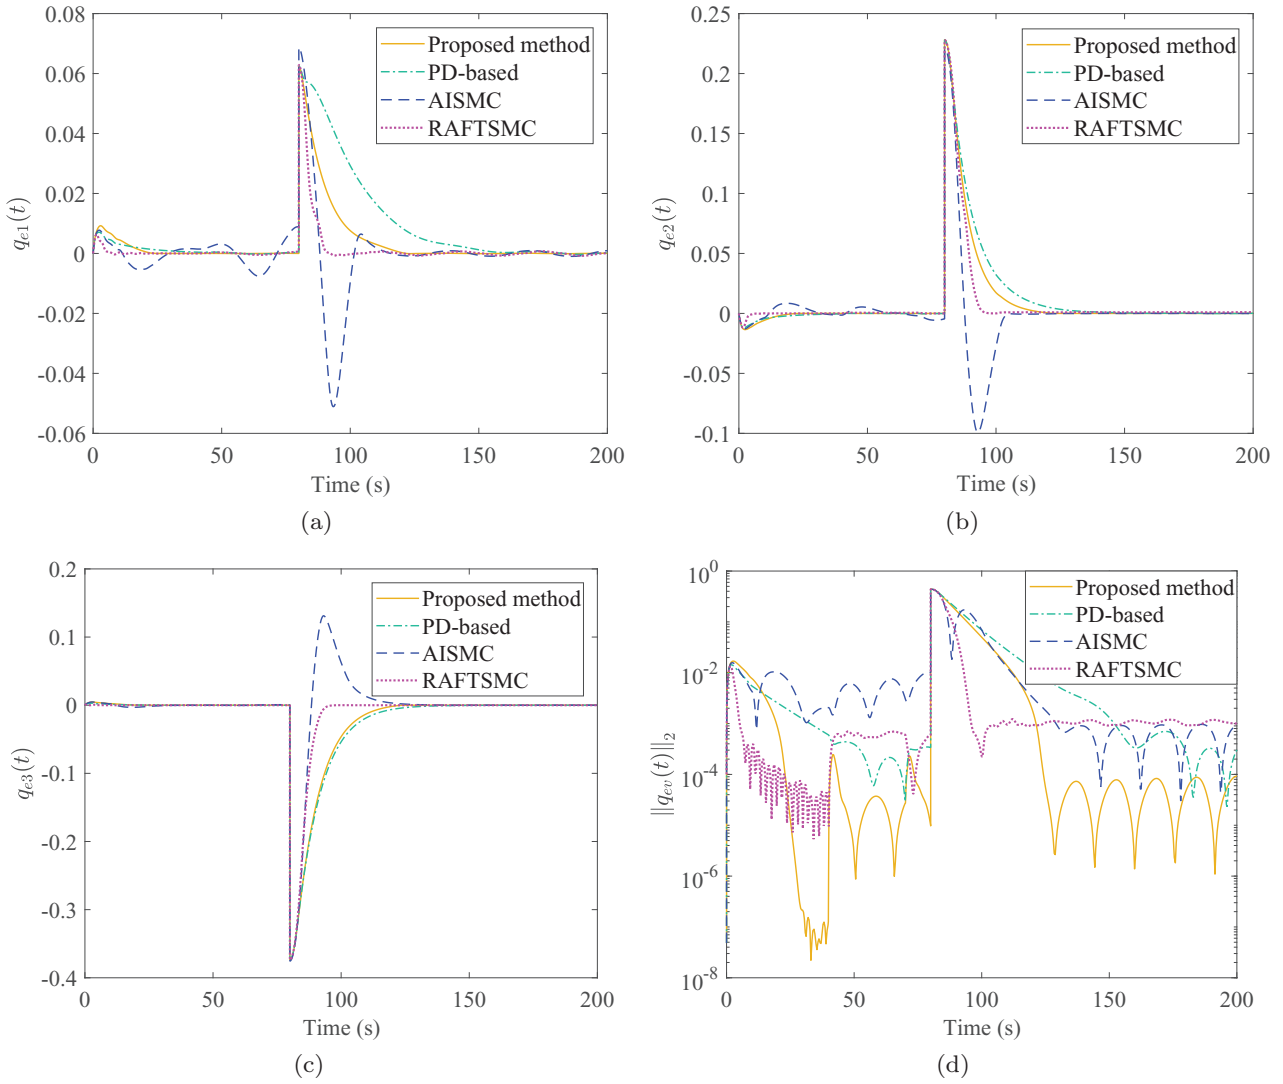 0.08
0.06
0.04
0.02
0
-0.02
-0.04
-0.06
q_{e1}(t)
Proposed method
PD-based
AISMC
RAFTSMC
0 50 100 150 200
Time (s)
(a)
0.25
0.2
0.15
0.1
0.05
0
-0.05
-0.1
q_{e2}(t)
Proposed method
PD-based
AISMC
RAFTSMC
0 50 100 150 200
Time (s)
(b)
0.2
0.1
0
-0.1
-0.2
-0.3
-0.4
q_{e3}(t)
Proposed method
PD-based
AISMC
RAFTSMC
0 50 100 150 200
Time (s)
(c)
10^0
10^{-2}
10^{-4}
10^{-6}
10^{-8}
||q_{ev}(t)||_2
Proposed method
PD-based
AISMC
RAFTSMC
0 50 100 150 200
Time (s)
(d)